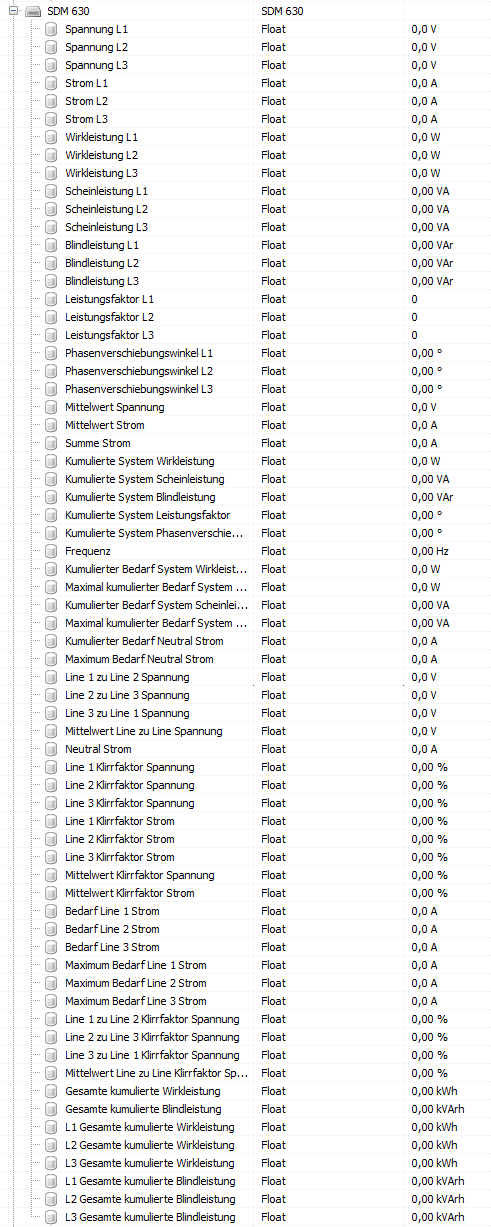 SDM 630 SDM 630
Spannung L1 Float 0,0 V
Spannung L2 Float 0,0 V
Spannung L3 Float 0,0 V
Strom L1 Float 0,0 A
Strom L2 Float 0,0 A
Strom L3 Float 0,0 A
Wirkleistung L1 Float 0,0 W
Wirkleistung L2 Float 0,0 W
Wirkleistung L3 Float 0,0 W
Scheinleistung L1 Float 0,00 VA
Scheinleistung L2 Float 0,00 VA
Scheinleistung L3 Float 0,00 VA
Blindleistung L1 Float 0,00 VAr
Blindleistung L2 Float 0,00 VAr
Blindleistung L3 Float 0,00 VAr
Leistungsfaktor L1 Float 0
Leistungsfaktor L2 Float 0
Leistungsfaktor L3 Float 0
Phasenverschiebungswinkel L1 Float 0,00 °
Phasenverschiebungswinkel L2 Float 0,00 °
Phasenverschiebungswinkel L3 Float 0,00 °
Mittelwert Spannung Float 0,0 V
Mittelwert Strom Float 0,0 A
Summe Strom Float 0,0 A
Kumulierte System Wirkleistung Float 0,0 W
Kumulierte System Scheinleistung Float 0,00 VA
Kumulierte System Blindleistung Float 0,00 VAr
Kumulierte System Leistungsfaktor Float 0,00 °
Kumulierte System Phasenverschie... Float 0,00 °
Frequenz Float 0,00 Hz
Kumulierter Bedarf System Wirkleist... Float 0,0 W
Maximal kumulierter Bedarf System ... Float 0,0 W
Kumulierter Bedarf System Scheinlei... Float 0,00 VA
Maximal kumulierter Bedarf System ... Float 0,00 VA
Kumulierter Bedarf Neutral Strom Float 0,0 A
Maximum Bedarf Neutral Strom Float 0,0 A
Line 1 zu Line 2 Spannung Float 0,0 V
Line 2 zu Line 3 Spannung Float 0,0 V
Line 3 zu Line 1 Spannung Float 0,0 V
Mittelwert Line zu Line Spannung Float 0,0 V
Neutral Strom Float 0,0 A
Line 1 Klirrfaktor Spannung Float 0,00 %
Line 2 Klirrfaktor Spannung Float 0,00 %
Line 3 Klirrfaktor Spannung Float 0,00 %
Line 1 Klirrfaktor Strom Float 0,00 %
Line 2 Klirrfaktor Strom Float 0,00 %
Line 3 Klirrfaktor Strom Float 0,00 %
Mittelwert Klirrfaktor Spannung Float 0,00 %
Mittelwert Klirrfaktor Strom Float 0,00 %
Bedarf Line 1 Strom Float 0,0 A
Bedarf Line 2 Strom Float 0,0 A
Bedarf Line 3 Strom Float 0,0 A
Maximum Bedarf Line 1 Strom Float 0,0 A
Maximum Bedarf Line 2 Strom Float 0,0 A
Maximum Bedarf Line 3 Strom Float 0,0 A
Line 1 zu Line 2 Klirrfaktor Spannung Float 0,00 %
Line 2 zu Line 3 Klirrfaktor Spannung Float 0,00 %
Line 3 zu Line 1 Klirrfaktor Spannung Float 0,00 %
Mittelwert Line zu Line Klirrfaktor Sp... Float 0,00 %
Gesamte kumulierte Wirkleistung Float 0,00 kWh
Gesamte kumulierte Blindleistung Float 0,00 kVArh
L1 Gesamte kumulierte Wirkleistung Float 0,00 kWh
L2 Gesamte kumulierte Wirkleistung Float 0,00 kWh
L3 Gesamte kumulierte Wirkleistung Float 0,00 kWh
L1 Gesamte kumulierte Blindleistung Float 0,00 kVArh
L2 Gesamte kumulierte Blindleistung Float 0,00 kVArh
L3 Gesamte kumulierte Blindleistung Float 0,00 kVArh